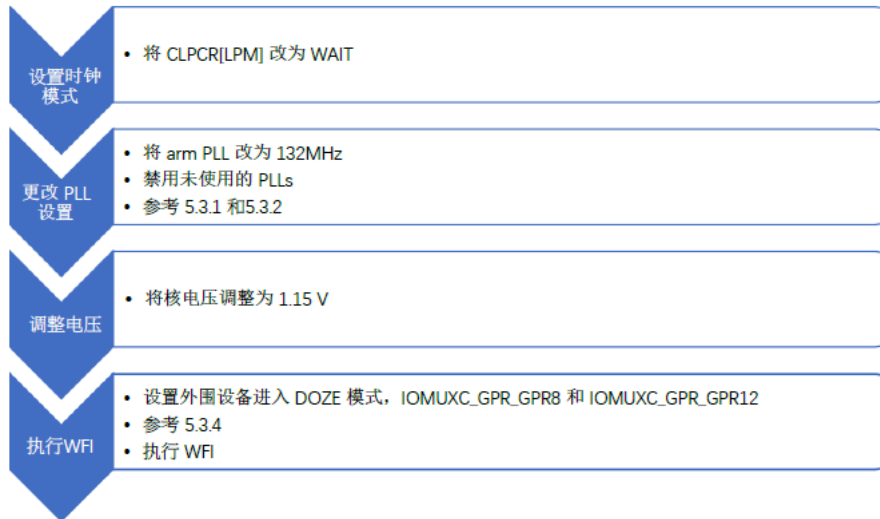 设置时钟
模式
• 将 CLPCR[LPM] 改为 WAIT
更改 PLL
设置
• 将 arm PLL 改为 132MHz
• 禁用未使用的 PLLs
• 参考 5.3.1 和5.3.2
调整电压
• 将核电压调整为 1.15 V
执行WFI
• 设置外围设备进入 DOZE 模式，IOMUXC_GPR_GPR8 和 IOMUXC_GPR_GPR12
• 参考 5.3.4
• 执行 WFI